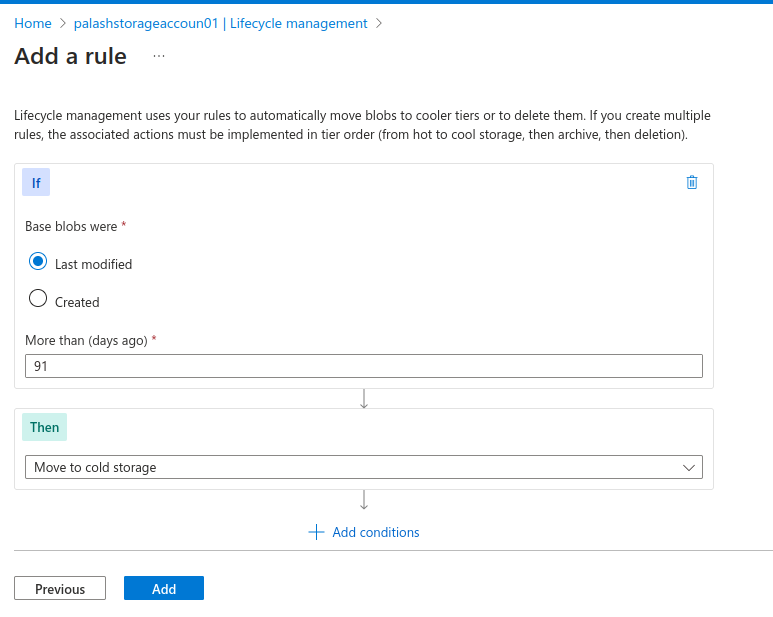 Home > palashstorageaccoun01 | Lifecycle management >
Add a rule ...
Lifecycle management uses your rules to automatically move blobs to cooler tiers or to delete them. If you create multiple
rules, the associated actions must be implemented in tier order (from hot to cool storage, then archive, then deletion).
If
Base blobs were *
Last modified
Created
More than (days ago) *
91
Then
Move to cold storage
+ Add conditions
Previous Add